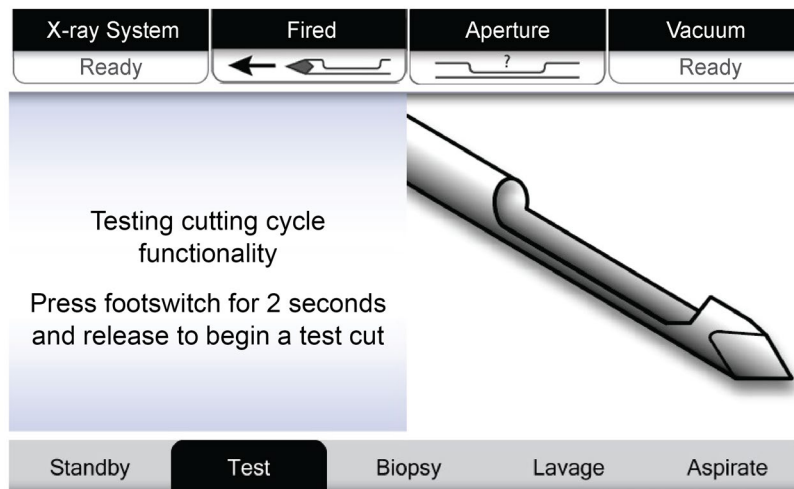 X-ray System Fired Aperture Vacuum
Ready ? Ready
Testing cutting cycle
functionality
Press footswitch for 2 seconds
and release to begin a test cut
Standby Test Biopsy Lavage Aspirate